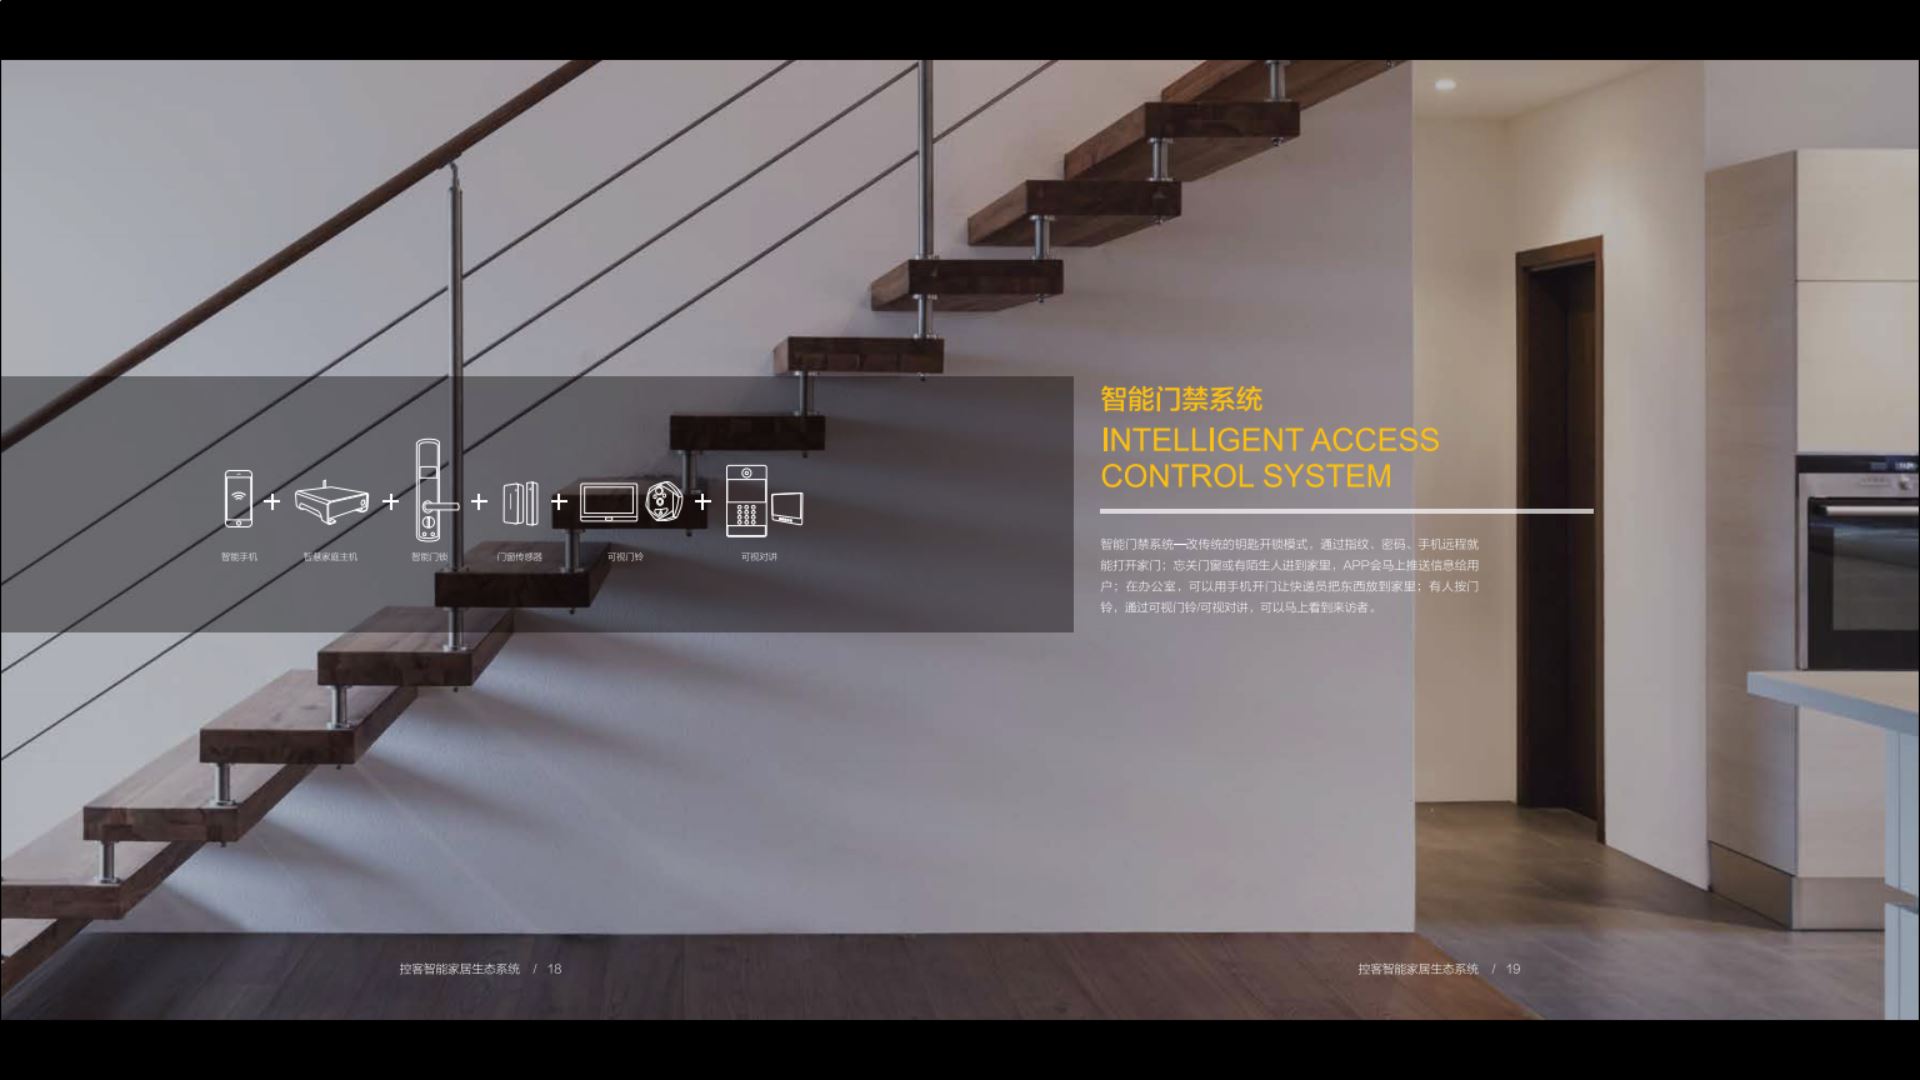 智能手机
智慧家庭主机
智能门锁
门窗传感器
可视门铃
可视对讲
智能门禁系统
INTELLIGENT ACCESS
CONTROL SYSTEM
智能门禁系统—改传统的钥匙开锁模式，通过指纹、密码、手机远程就
能打开家门；忘关门窗或有陌生人进到家里，APP会马上推送信息给用
户；在办公室，可以用手机开门让快递员把东西放到家里；有人按门
铃，通过可视门铃/可视对讲，可以马上看到来访者。
控客智能家居生态系统 / 18
控客智能家居生态系统 / 19